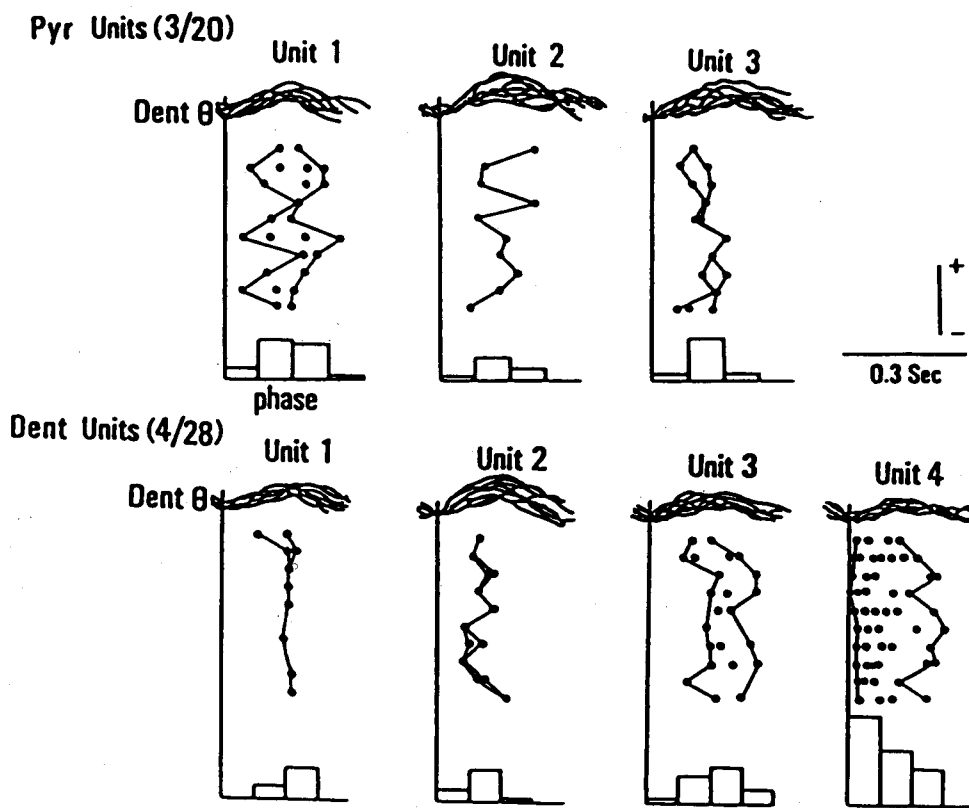 Pyr Units (3/20)
Unit 1
Unit 2
Unit 3
Dent θ
+
−
0.3 Sec
phase
Dent Units (4/28)
Unit 1
Unit 2
Unit 3
Unit 4
Dent θ